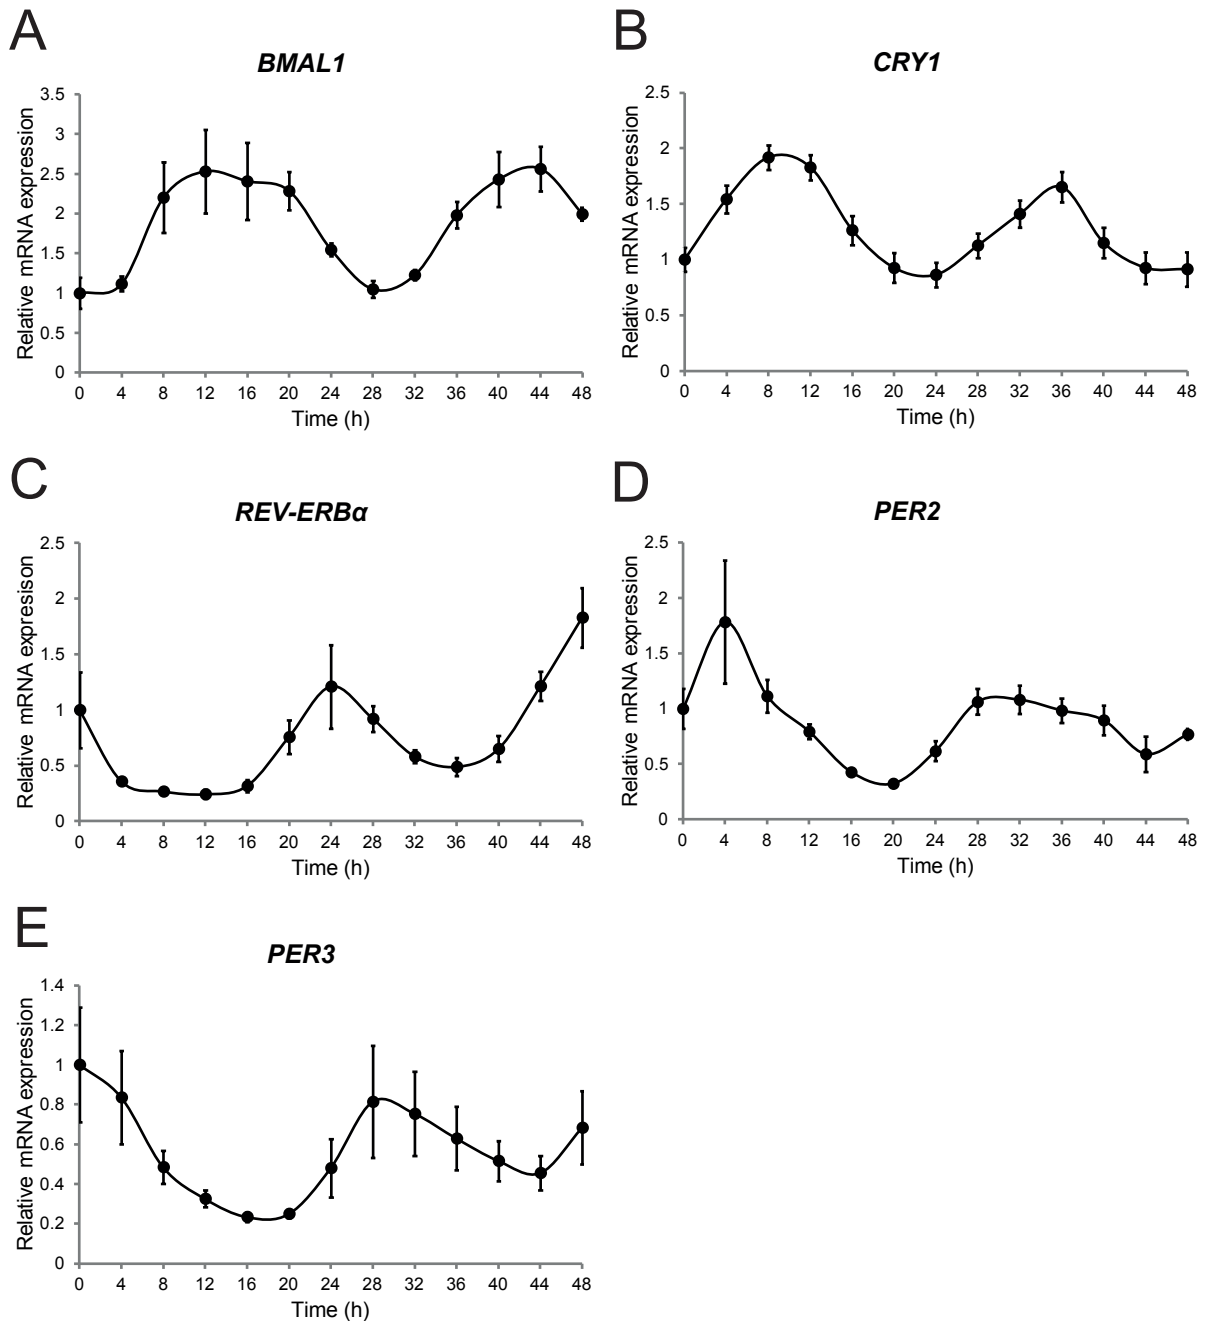 A
BMAL1
Relative mRNA expression
3.5
3
2.5
2
1.5
1
0.5
0
0 4 8 12 16 20 24 28 32 36 40 44 48
Time (h)
B
CRY1
Relative mRNA expression
2.5
2
1.5
1
0.5
0
0 4 8 12 16 20 24 28 32 36 40 44 48
Time (h)
C
REV-ERBα
Relative mRNA expresison
2.5
2
1.5
1
0.5
0
0 4 8 12 16 20 24 28 32 36 40 44 48
Time (h)
D
PER2
Relative mRNA expression
2.5
2
1.5
1
0.5
0
0 4 8 12 16 20 24 28 32 36 40 44 48
Time (h)
E
PER3
Relative mRNA expression
1.4
1.2
1
0.8
0.6
0.4
0.2
0
0 4 8 12 16 20 24 28 32 36 40 44 48
Time (h)